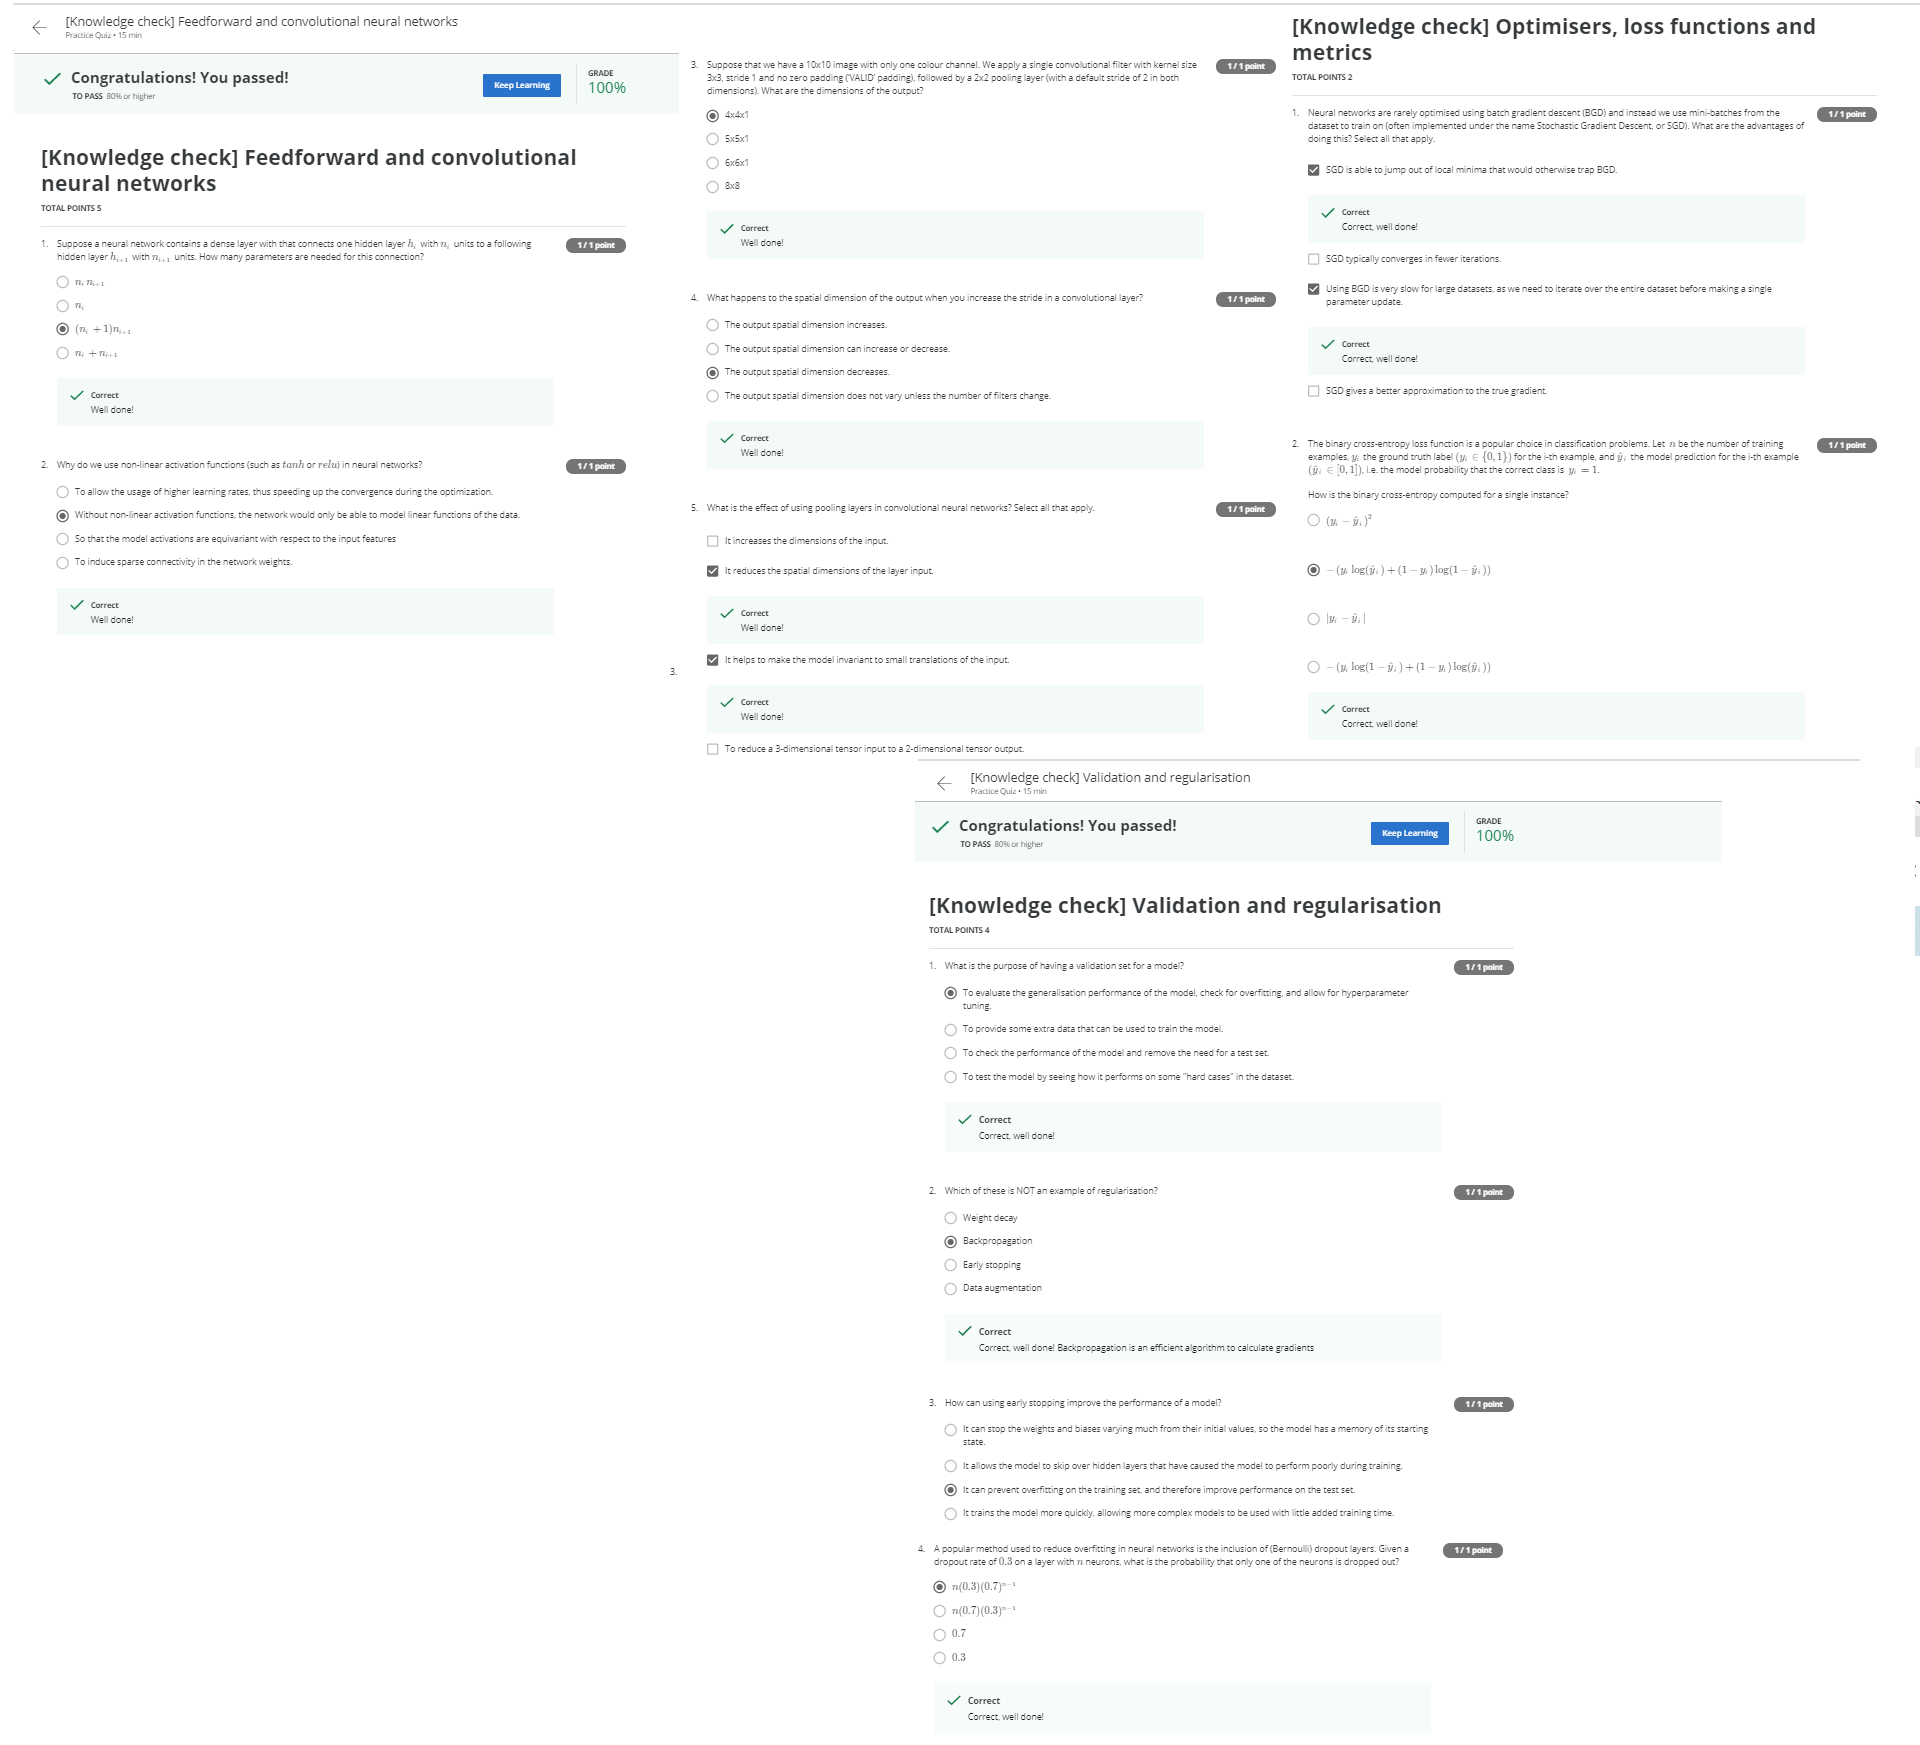 [Knowledge check] Feedforward and convolutional neural networks
Practice Quiz • 15 min
Congratulations! You passed!
TO PASS 80% or higher
Keep Learning
GRADE
100%
[Knowledge check] Feedforward and convolutional
neural networks
TOTAL POINTS 5
1. Suppose a neural network contains a dense layer with that connects one hidden layer h_i with n_i units to a following
hidden layer h_{i+1} with n_{i+1} units. How many parameters are needed for this connection?
1 / 1 point
n_i n_{i+1}
n_i
(n_i + 1)n_{i+1}
n_i + n_{i+1}
Correct
Well done!
2. Why do we use non-linear activation functions (such as tanh or relu) in neural networks?
1 / 1 point
To allow the usage of higher learning rates, thus speeding up the convergence during the optimization.
Without non-linear activation functions, the network would only be able to model linear functions of the data.
So that the model activations are equivariant with respect to the input features
To induce sparse connectivity in the network weights.
Correct
Well done!
3.
3. Suppose that we have a 10x10 image with only one colour channel. We apply a single convolutional filter with kernel size
3x3, stride 1 and no zero padding ('VALID' padding), followed by a 2x2 pooling layer (with a default stride of 2 in both
dimensions). What are the dimensions of the output?
1 / 1 point
4x4x1
5x5x1
6x6x1
8x8
Correct
Well done!
4. What happens to the spatial dimension of the output when you increase the stride in a convolutional layer?
1 / 1 point
The output spatial dimension increases.
The output spatial dimension can increase or decrease.
The output spatial dimension decreases.
The output spatial dimension does not vary unless the number of filters change.
Correct
Well done!
5. What is the effect of using pooling layers in convolutional neural networks? Select all that apply.
1 / 1 point
It increases the dimensions of the input.
It reduces the spatial dimensions of the layer input.
Correct
Well done!
It helps to make the model invariant to small translations of the input.
Correct
Well done!
To reduce a 3-dimensional tensor input to a 2-dimensional tensor output.
[Knowledge check] Optimisers, loss functions and
metrics
TOTAL POINTS 2
1. Neural networks are rarely optimised using batch gradient descent (BGD) and instead we use mini-batches from the
dataset to train on (often implemented under the name Stochastic Gradient Descent, or SGD). What are the advantages of
doing this? Select all that apply.
1 / 1 point
SGD is able to jump out of local minima that would otherwise trap BGD.
Correct
Correct, well done!
SGD typically converges in fewer iterations.
Using BGD is very slow for large datasets, as we need to iterate over the entire dataset before making a single
parameter update.
Correct
Correct, well done!
SGD gives a better approximation to the true gradient.
2. The binary cross-entropy loss function is a popular choice in classification problems. Let n be the number of training
examples, y_i the ground truth label (y_i ∈ {0, 1}) for the i-th example, and ŷ_i the model prediction for the i-th example
(ŷ_i ∈ [0, 1]), i.e. the model probability that the correct class is y_i = 1.
1 / 1 point
How is the binary cross-entropy computed for a single instance?
(y_i − ŷ_i)²
−(y_i log(ŷ_i) + (1 − y_i) log(1 − ŷ_i))
|y_i − ŷ_i|
−(y_i log(1 − ŷ_i) + (1 − y_i) log(ŷ_i))
Correct
Correct, well done!
[Knowledge check] Validation and regularisation
Practice Quiz • 15 min
Congratulations! You passed!
TO PASS 80% or higher
Keep Learning
GRADE
100%
[Knowledge check] Validation and regularisation
TOTAL POINTS 4
1. What is the purpose of having a validation set for a model?
1 / 1 point
To evaluate the generalisation performance of the model, check for overfitting, and allow for hyperparameter
tuning.
To provide some extra data that can be used to train the model.
To check the performance of the model and remove the need for a test set.
To test the model by seeing how it performs on some "hard cases" in the dataset.
Correct
Correct, well done!
2. Which of these is NOT an example of regularisation?
1 / 1 point
Weight decay
Backpropagation
Early stopping
Data augmentation
Correct
Correct, well done! Backpropagation is an efficient algorithm to calculate gradients
3. How can using early stopping improve the performance of a model?
1 / 1 point
It can stop the weights and biases varying much from their initial values, so the model has a memory of its starting
state.
It allows the model to skip over hidden layers that have caused the model to perform poorly during training.
It can prevent overfitting on the training set, and therefore improve performance on the test set.
It trains the model more quickly, allowing more complex models to be used with little added training time.
4. A popular method used to reduce overfitting in neural networks is the inclusion of (Bernoulli) dropout layers. Given a
dropout rate of 0.3 on a layer with n neurons, what is the probability that only one of the neurons is dropped out?
1 / 1 point
n(0.3)(0.7)^{n−1}
n(0.7)(0.3)^{n−1}
0.7
0.3
Correct
Correct, well done!